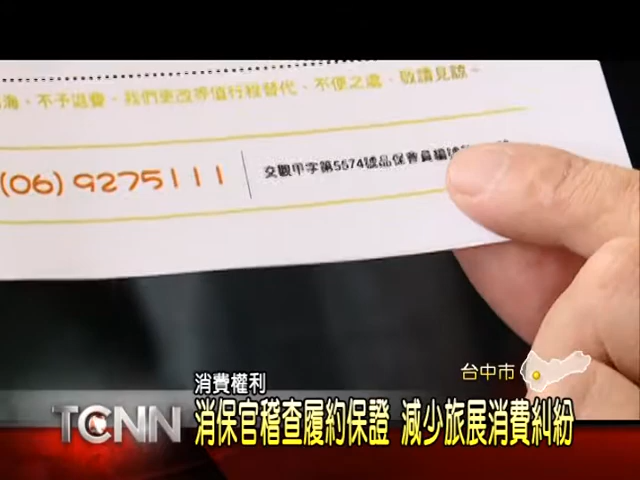 海、不予退費。我們更改等值行程替代、不便之處、敬請見諒~
(06) 9275111
交觀甲字第5574號品保會員編號
台中市
消費權利
TCNN
消保官稽查履約保證 減少旅展消費糾紛